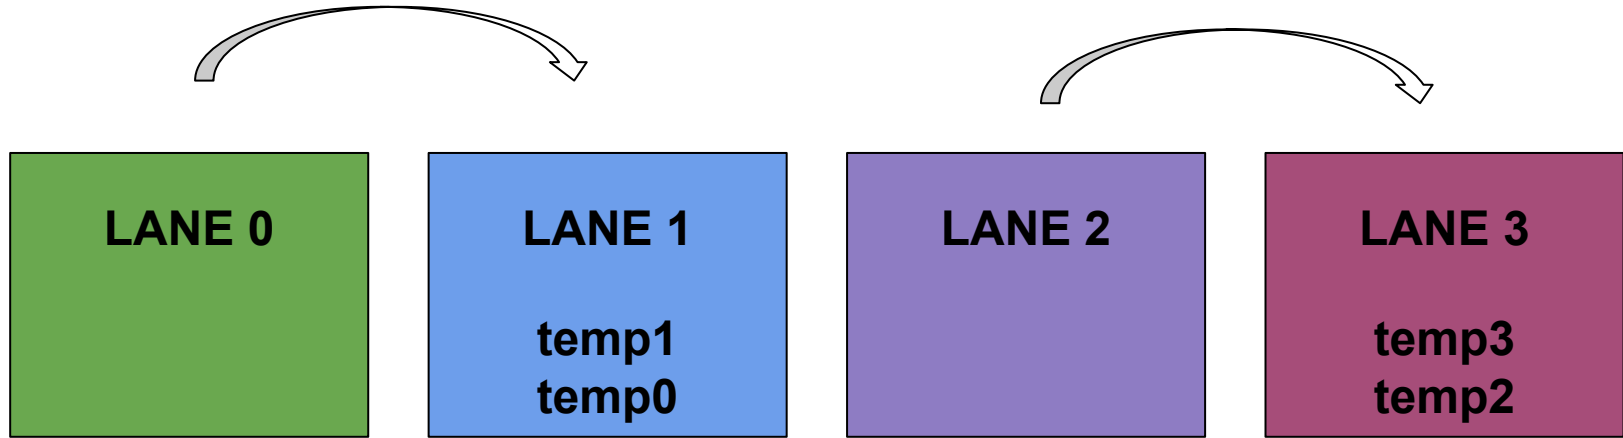 LANE 0
LANE 1
temp1
temp0
LANE 2
LANE 3
temp3
temp2